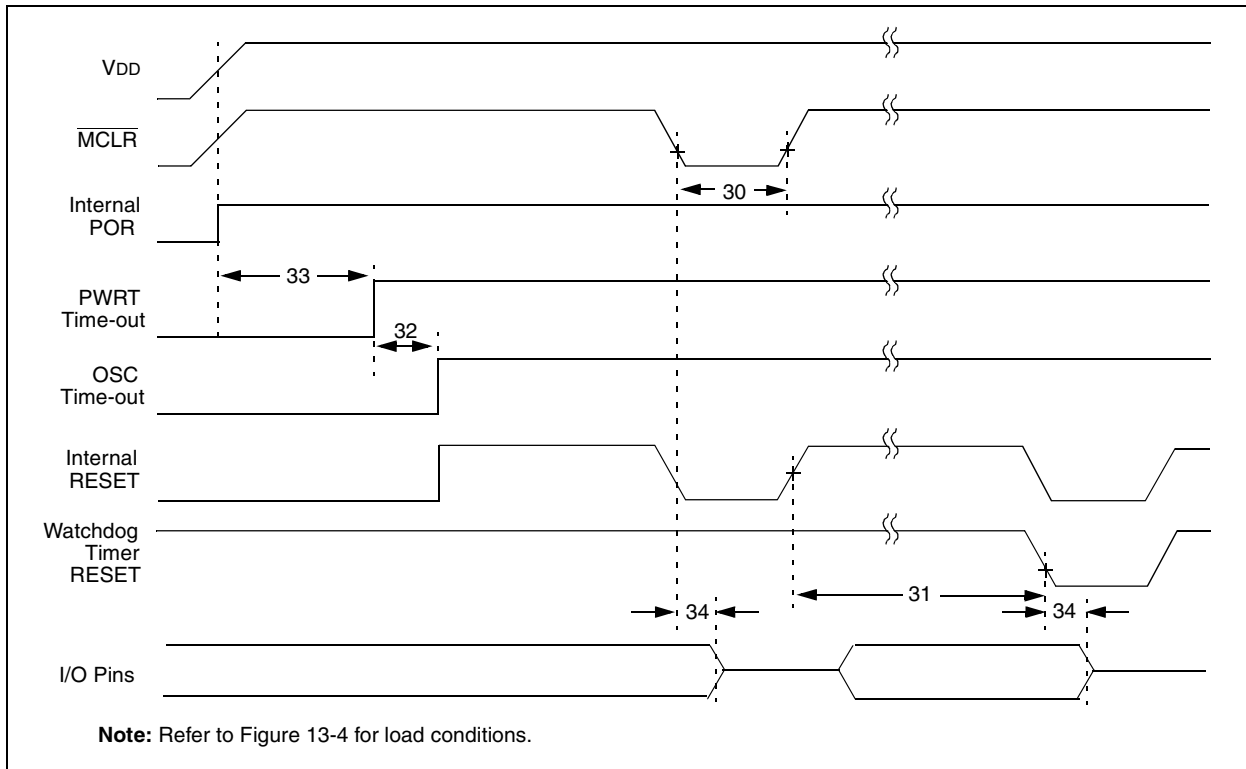 VDD
MCLR
30
Internal
POR
33
PWRT
Time-out
32
OSC
Time-out
Internal
RESET
Watchdog
Timer
RESET
31
34
34
I/O Pins
Note: Refer to Figure 13-4 for load conditions.